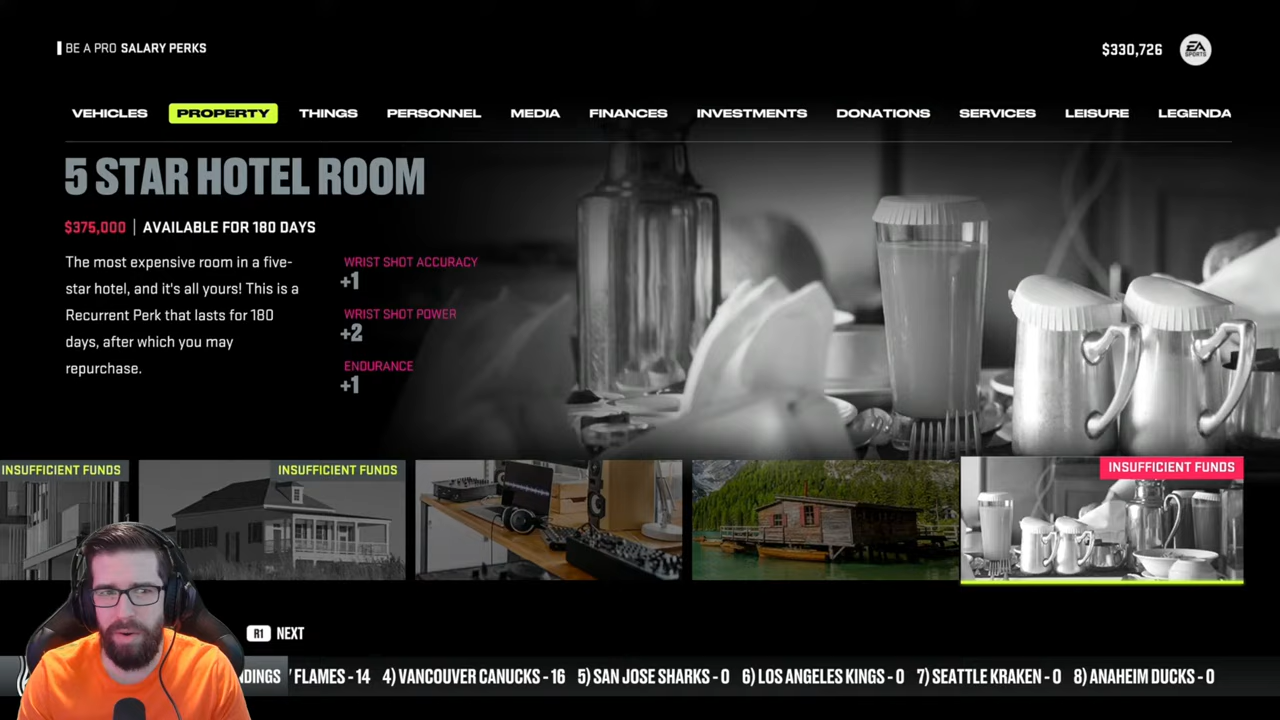 BE A PRO SALARY PERKS
$330,726
EA
SPORTS
VEHICLES PROPERTY THINGS PERSONNEL MEDIA FINANCES INVESTMENTS DONATIONS SERVICES LEISURE LEGENDA
5 STAR HOTEL ROOM
$375,000 | AVAILABLE FOR 180 DAYS
The most expensive room in a five-
star hotel, and it's all yours! This is a
Recurrent Perk that lasts for 180
days, after which you may
repurchase.
WRIST SHOT ACCURACY
+1
WRIST SHOT POWER
+2
ENDURANCE
+1
INSUFFICIENT FUNDS
INSUFFICIENT FUNDS
INSUFFICIENT FUNDS
R1 NEXT
NDINGS FLAMES - 14 4) VANCOUVER CANUCKS - 16 5) SAN JOSE SHARKS - 0 6) LOS ANGELES KINGS - 0 7) SEATTLE KRAKEN - 0 8) ANAHEIM DUCKS - 0